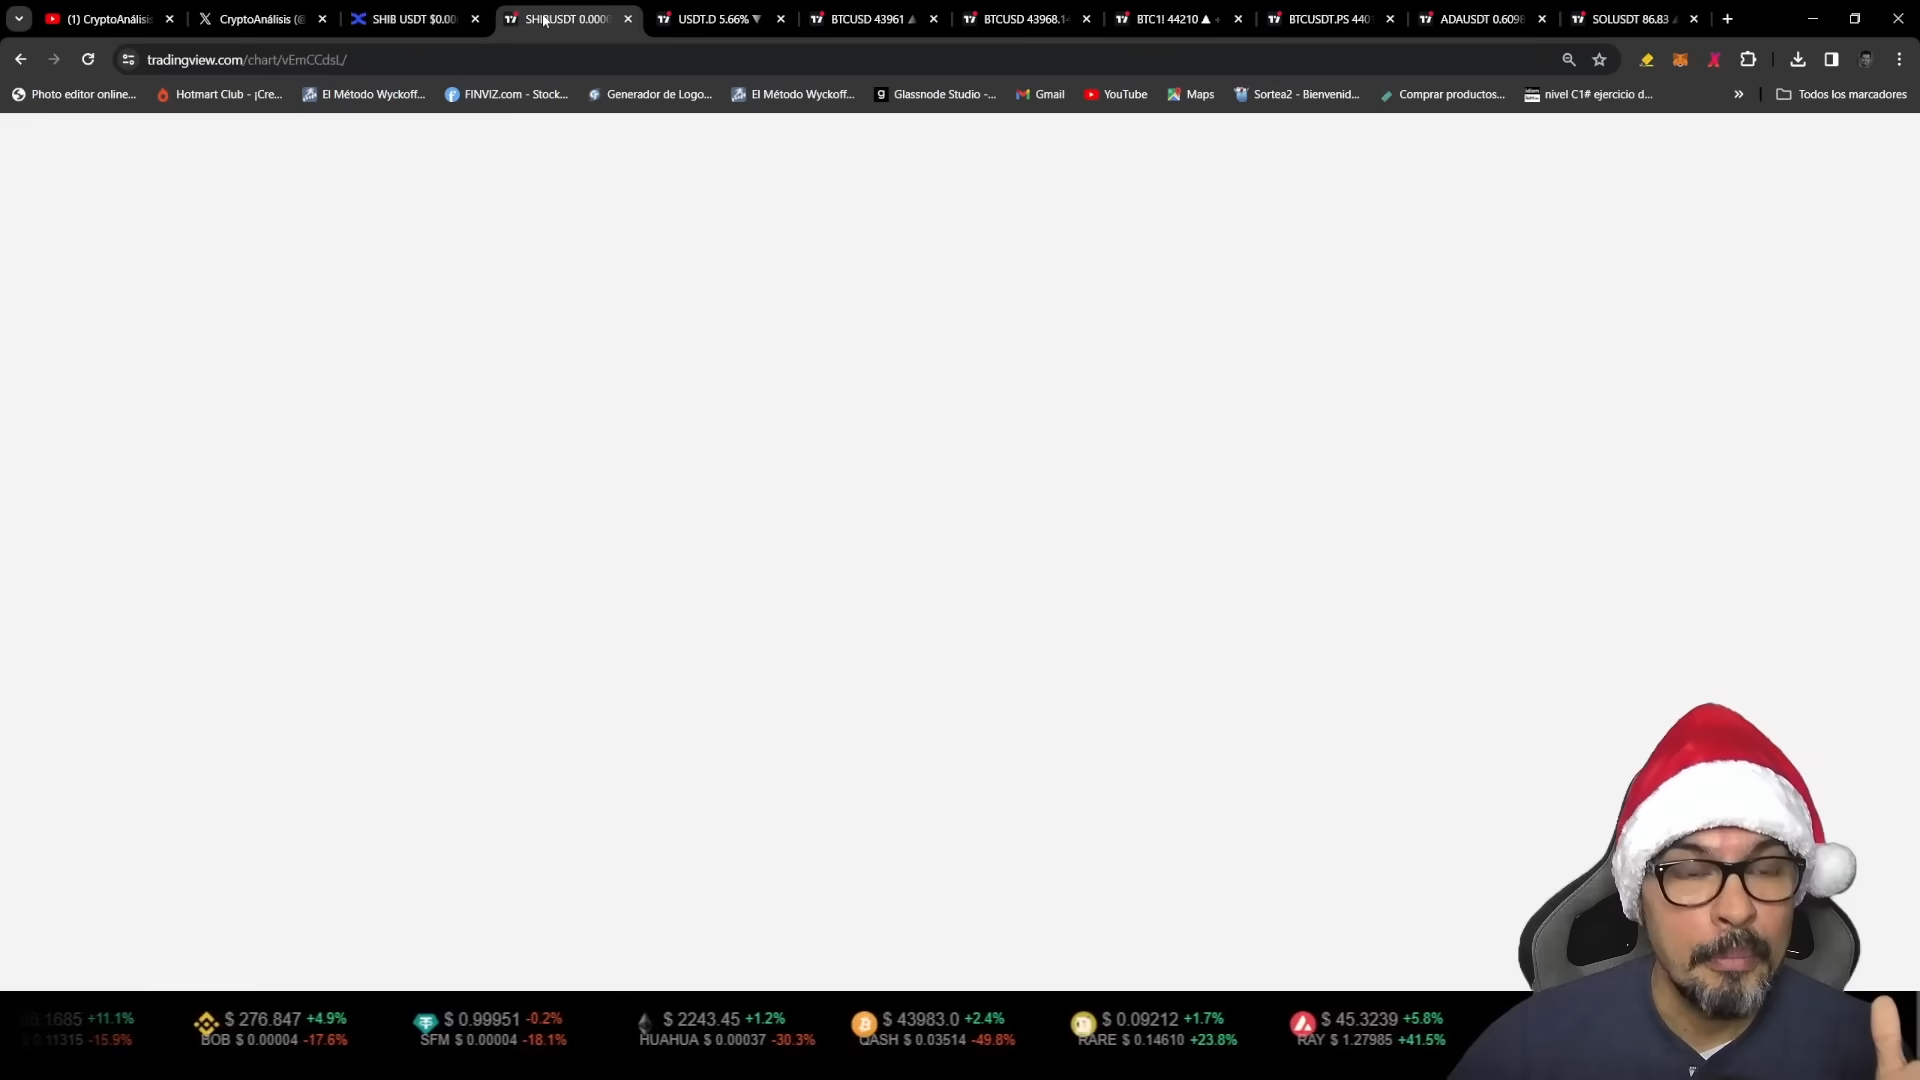 (1) CryptoAnálisis
CryptoAnálisis (@
SHIB USDT $0.00
SHIBUSDT 0.000
USDT.D 5.66% ▼
BTCUSD 43961 ▲
BTCUSD 43968.1
BTC1! 44210 ▲ +
BTCUSDT.PS 440
ADAUSDT 0.609
SOLUSDT 86.83
tradingview.com/chart/vEmCCdsL/
Photo editor online...
Hotmart Club - ¡Cre...
El Método Wyckoff...
FINVIZ.com - Stock...
Generador de Logo...
El Método Wyckoff...
Glassnode Studio -...
Gmail
YouTube
Maps
Sortea2 - Bienvenid...
Comprar productos...
nivel C1# ejercicio d...
Todos los marcadores
+11.1%
$ 276.847 +4.9%
$ 0.99951 -0.2%
$ 2243.45 +1.2%
$ 43983.0 +2.4%
$ 0.09212 +1.7%
$ 45.3239 +5.8%
0.11315 -15.9%
BOB $ 0.00004 -17.6%
SFM $ 0.00004 -18.1%
HUAHUA $ 0.00037 -30.3%
QASH $ 0.03514 -49.8%
RARE $ 0.14610 +23.8%
RAY $ 1.27985 +41.5%